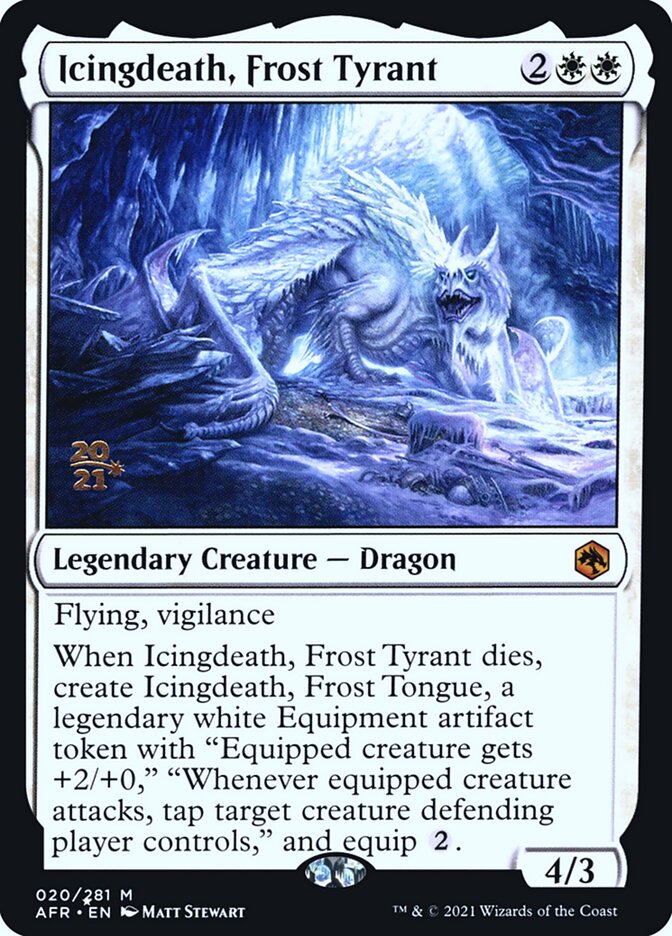 Icingdeath, Frost Tyrant 2
20
21
Legendary Creature — Dragon
Flying, vigilance
When Icingdeath, Frost Tyrant dies,
create Icingdeath, Frost Tongue, a
legendary white Equipment artifact
token with “Equipped creature gets
+2/+0,” “Whenever equipped creature
attacks, tap target creature defending
player controls,” and equip 2.
4/3
020/281 M
AFR★EN Matt Stewart
™ & © 2021 Wizards of the Coast